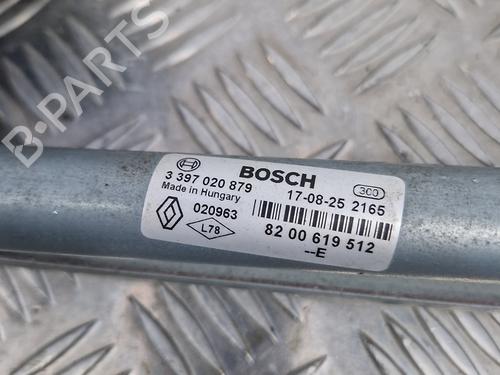 B-PARTS
BOSCH
3 397 020 879
Made in Hungary
17-08-25 2165
300
020963
L78
82 00 619 512
--E